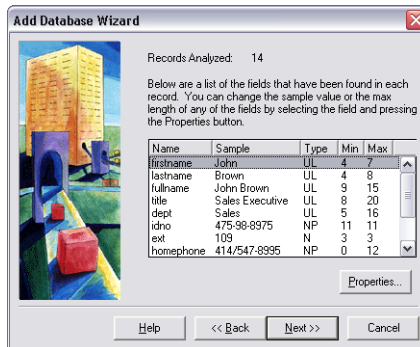 Add Database Wizard
Records Analyzed: 14
Below are a list of the fields that have been found in each
record. You can change the sample value or the max
length of any of the fields by selecting the field and pressing
the Properties button.
Name Sample Type Min Max
firstname John UL 4 7
lastname Brown UL 4 8
fullname John Brown UL 9 15
title Sales Executive UL 8 20
dept Sales UL 5 16
idno 475-98-8975 NP 11 11
ext 109 N 3 3
homephone 414/547-8995 NP 0 12
Properties...
Help << Back Next >> Cancel